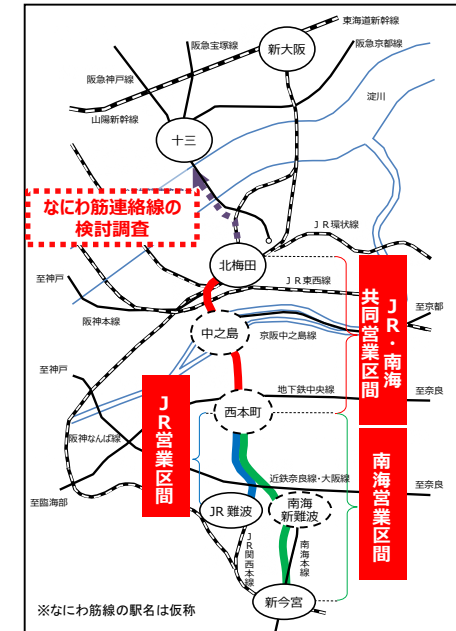 東海道新幹線
阪急宝塚線
新大阪
阪急京都線
阪急神戸線
淀川
山陽新幹線
十三
なにわ筋連絡線の
検討調査
JR環状線
北梅田
至神戸
JR東西線
JR・南海
共同営業区間
至京都
阪神本線
中之島
京阪中之島線
至神戸
地下鉄中央線
至奈良
西本町
JR営業区間
阪神なんば線
南海営業区間
近鉄奈良線・大阪線
至奈良
至臨海部
JR難波
南海
新難波
JR関西本線
南海本線
新今宮
※なにわ筋線の駅名は仮称